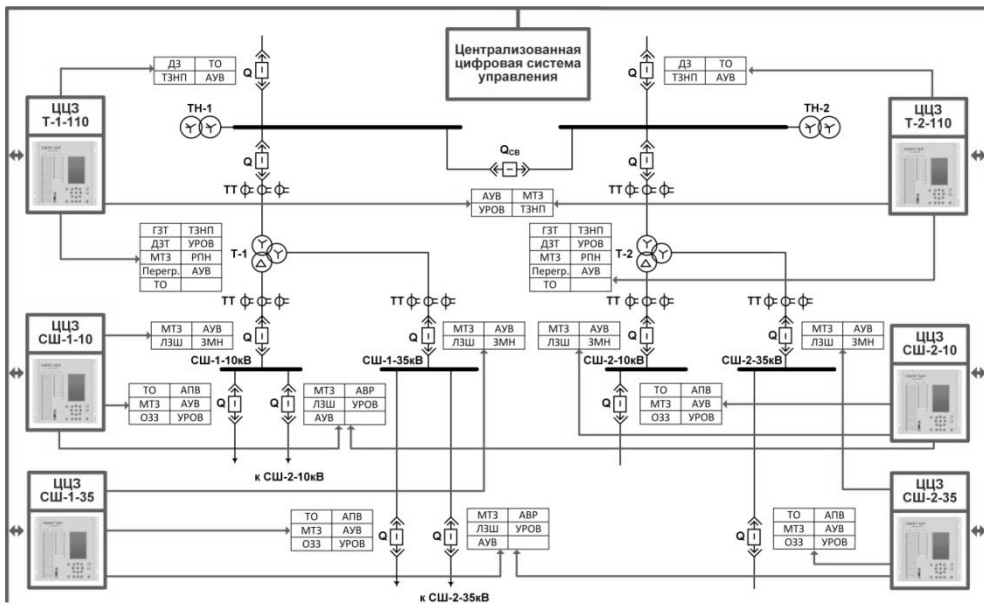 Централизованная
цифровая система
управления
Q
ДЗ ТО
ТЗНП АУВ
Q
ДЗ ТО
ТЗНП АУВ
ЦЦЗ
Т-1-110
ТН-1
ТН-2
ЦЦЗ
Т-2-110
Qсв
Q
Q
ТТ
ТТ
АУВ МТЗ
УРОВ ТЗНП
ГЗТ ТЗНП
ДЗТ УРОВ
МТЗ РПН
Перегр. АУВ
ТО
Т-1
ГЗТ ТЗНП
ДЗТ УРОВ
МТЗ РПН
Перегр. АУВ
ТО
Т-2
ТТ
ТТ
ТТ
ТТ
ЦЦЗ
СШ-1-10
МТЗ АУВ
ЛЗШ ЗМН
Q
Q
МТЗ АУВ
ЛЗШ ЗМН
МТЗ АУВ
ЛЗШ ЗМН
Q
Q
МТЗ АУВ
ЛЗШ ЗМН
ЦЦЗ
СШ-2-10
СШ-1-10кВ
СШ-1-35кВ
СШ-2-10кВ
СШ-2-35кВ
ТО АПВ
МТЗ АУВ
ОЗЗ УРОВ
Q
Q
МТЗ АВР
ЛЗШ УРОВ
АУВ
Q
ТО АПВ
МТЗ АУВ
ОЗЗ УРОВ
к СШ-2-10кВ
ЦЦЗ
СШ-1-35
ЦЦЗ
СШ-2-35
ТО АПВ
МТЗ АУВ
ОЗЗ УРОВ
Q
Q
МТЗ АВР
ЛЗШ УРОВ
АУВ
Q
ТО АПВ
МТЗ АУВ
ОЗЗ УРОВ
к СШ-2-35кВ